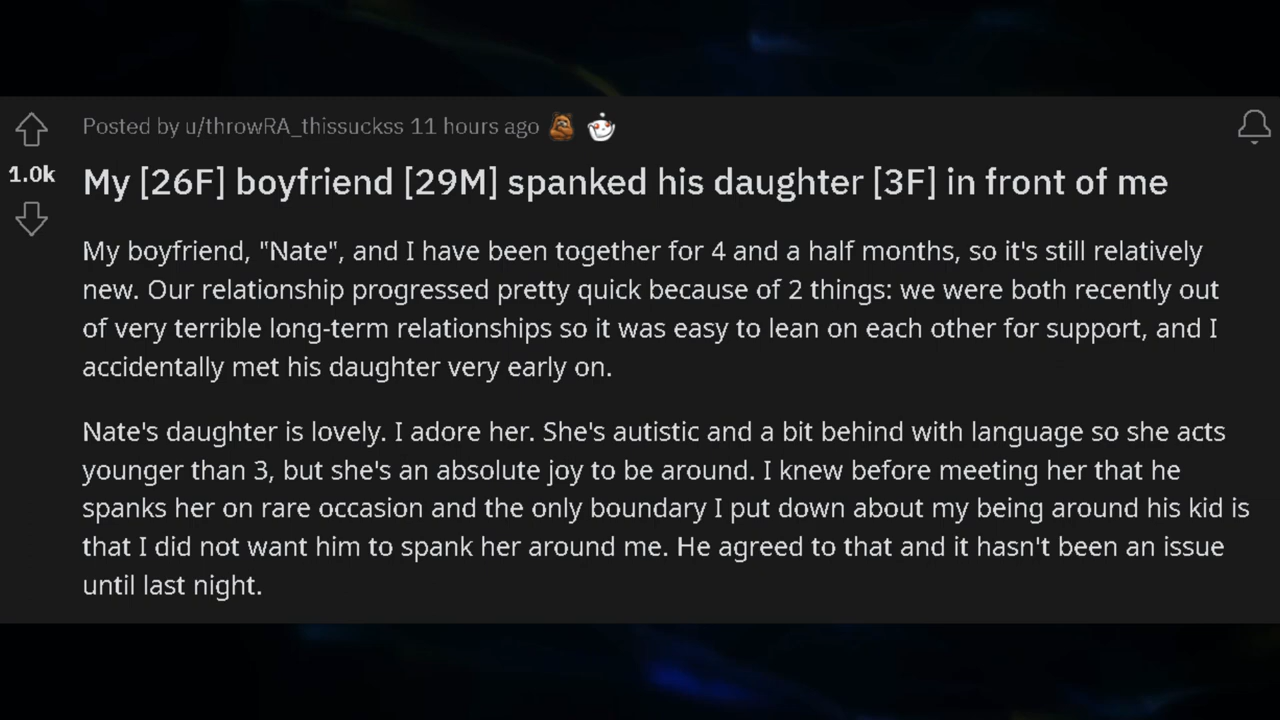 Posted by u/throwRA_thissuckss 11 hours ago
1.0k
My [26F] boyfriend [29M] spanked his daughter [3F] in front of me
My boyfriend, "Nate", and I have been together for 4 and a half months, so it's still relatively
new. Our relationship progressed pretty quick because of 2 things: we were both recently out
of very terrible long-term relationships so it was easy to lean on each other for support, and I
accidentally met his daughter very early on.
Nate's daughter is lovely. I adore her. She's autistic and a bit behind with language so she acts
younger than 3, but she's an absolute joy to be around. I knew before meeting her that he
spanks her on rare occasion and the only boundary I put down about my being around his kid is
that I did not want him to spank her around me. He agreed to that and it hasn't been an issue
until last night.